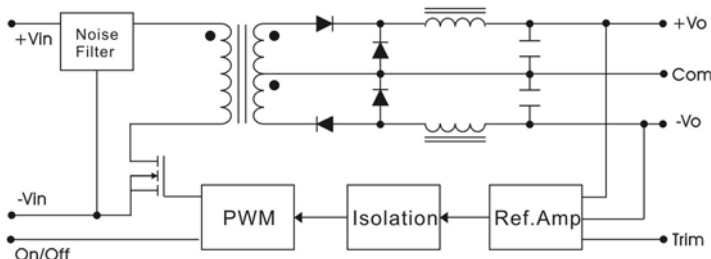 +Vin
Noise
Filter
+Vo
Com
-Vo
-Vin
PWM
Isolation
Ref.Amp
Trim
On/Off